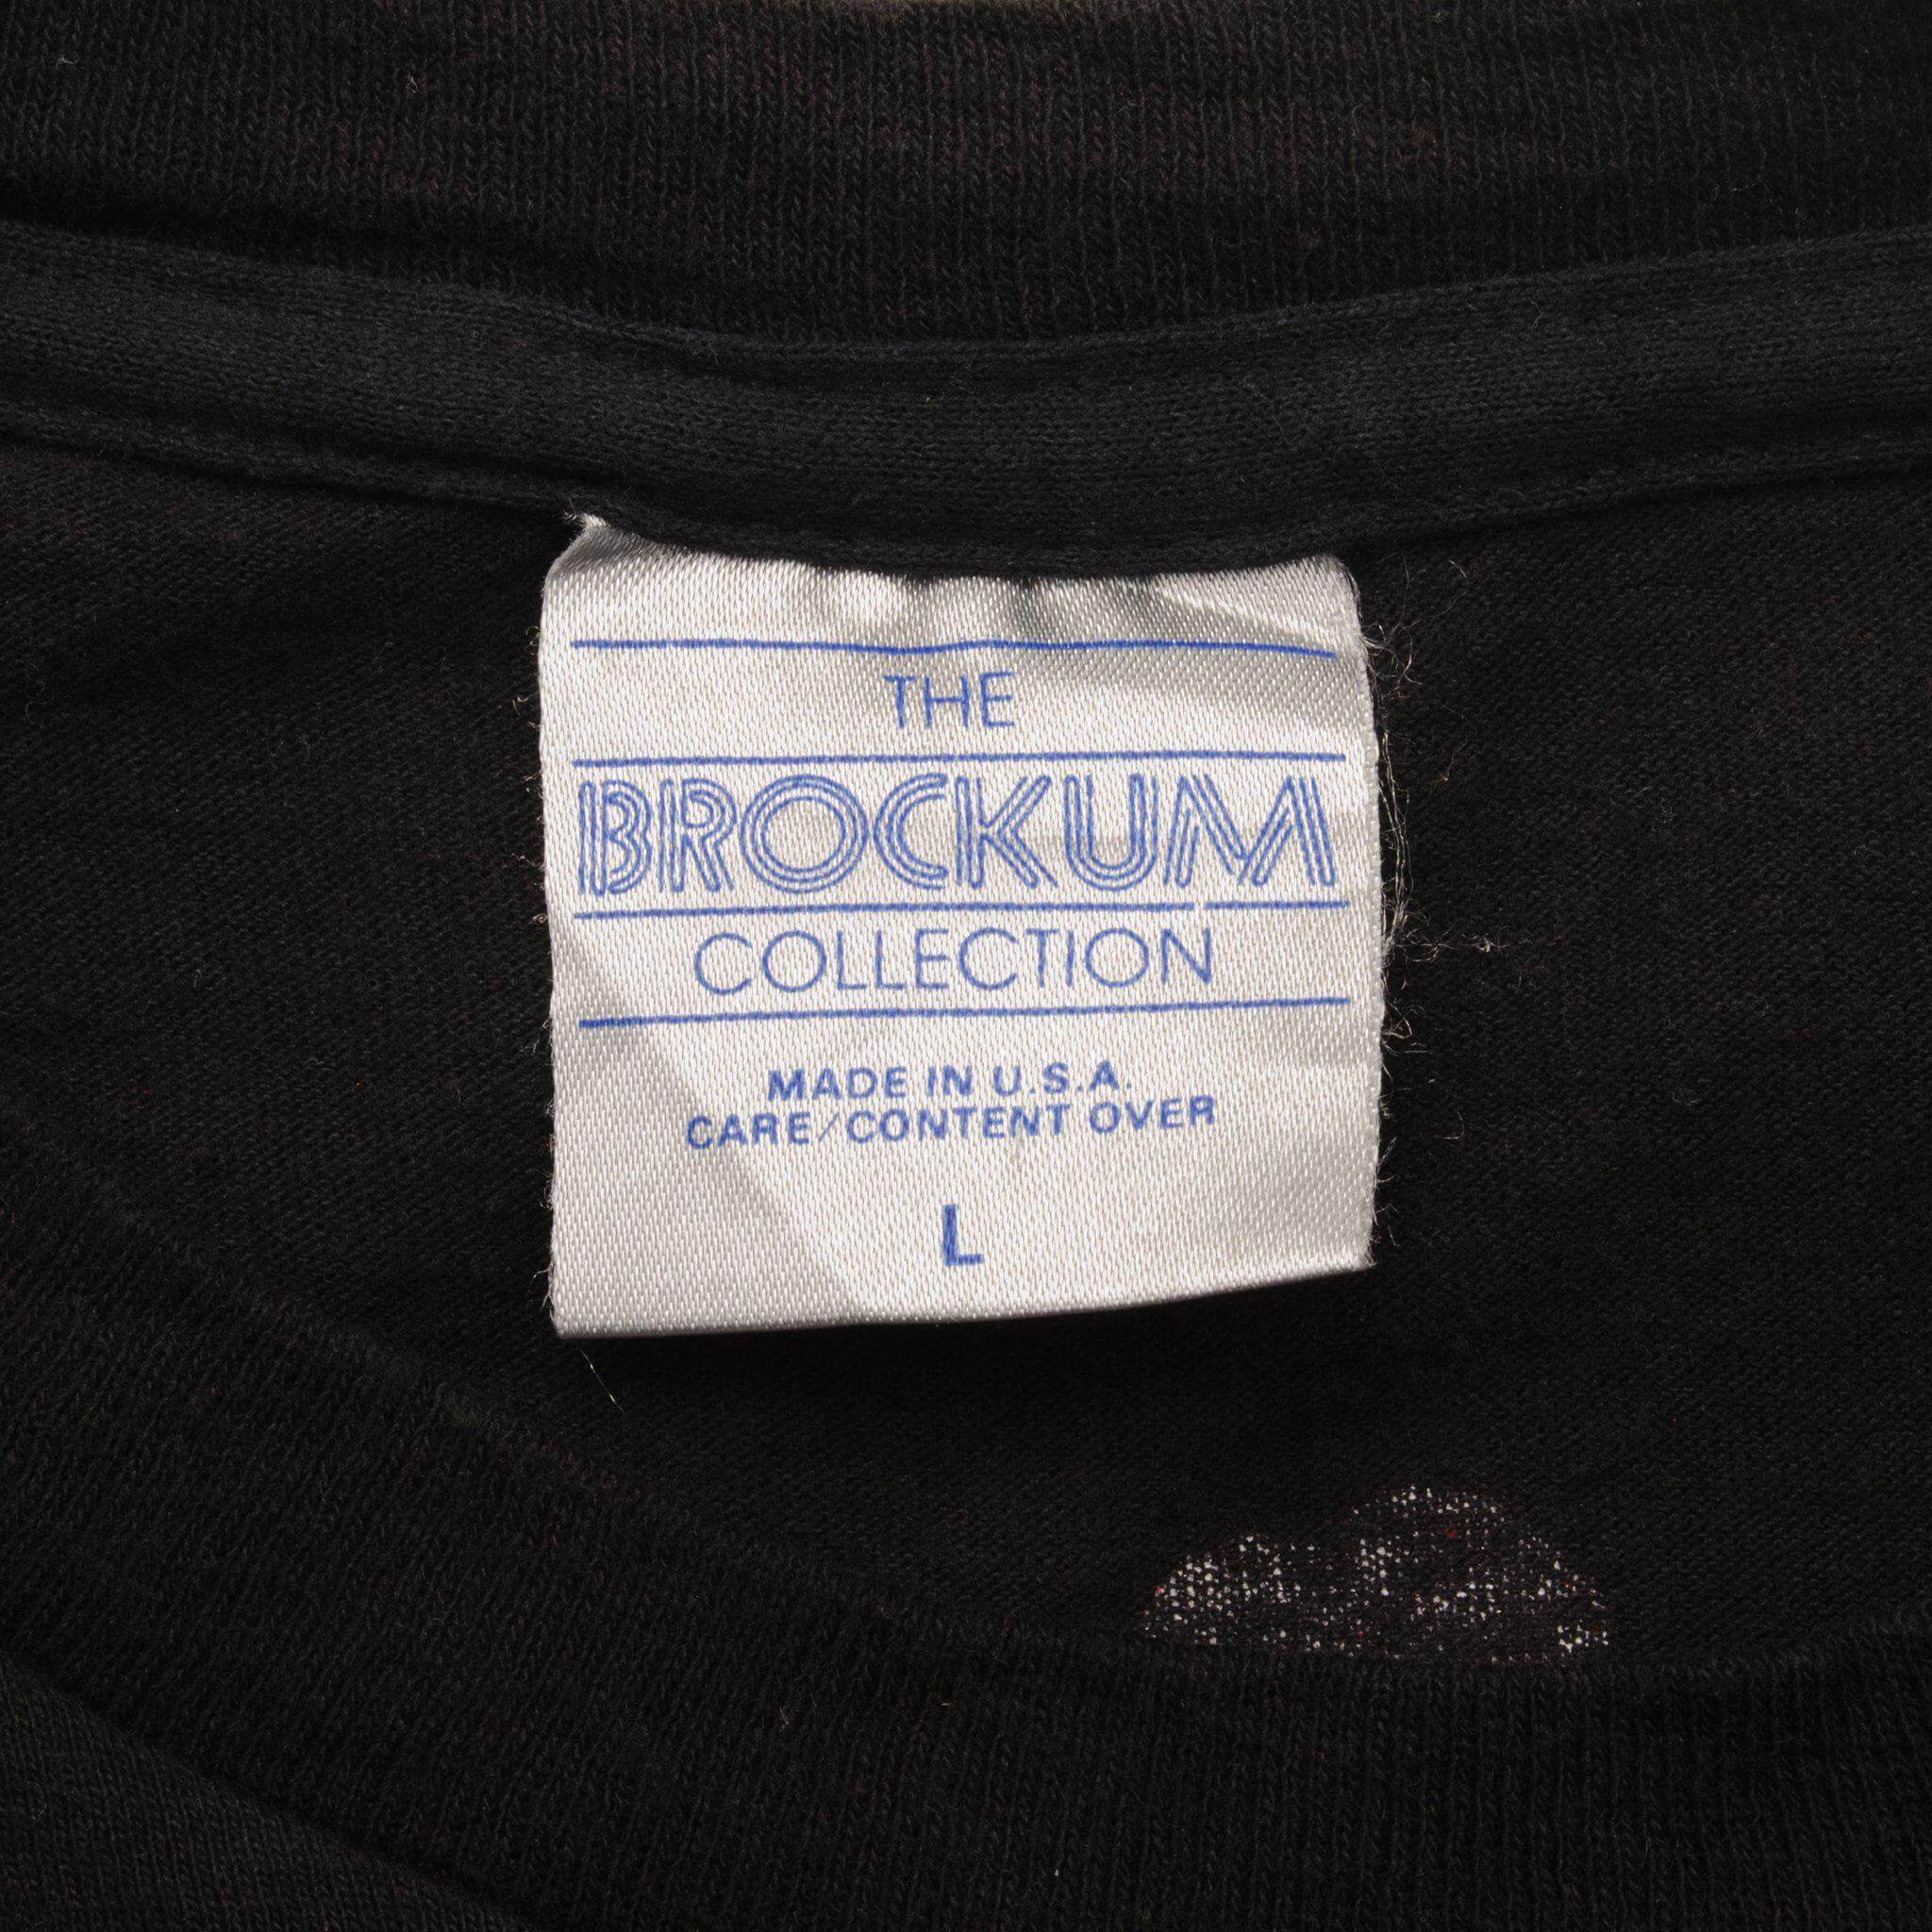 THE
BROCKUM
COLLECTION
MADE IN U.S.A.
CARE/CONTENT OVER
L